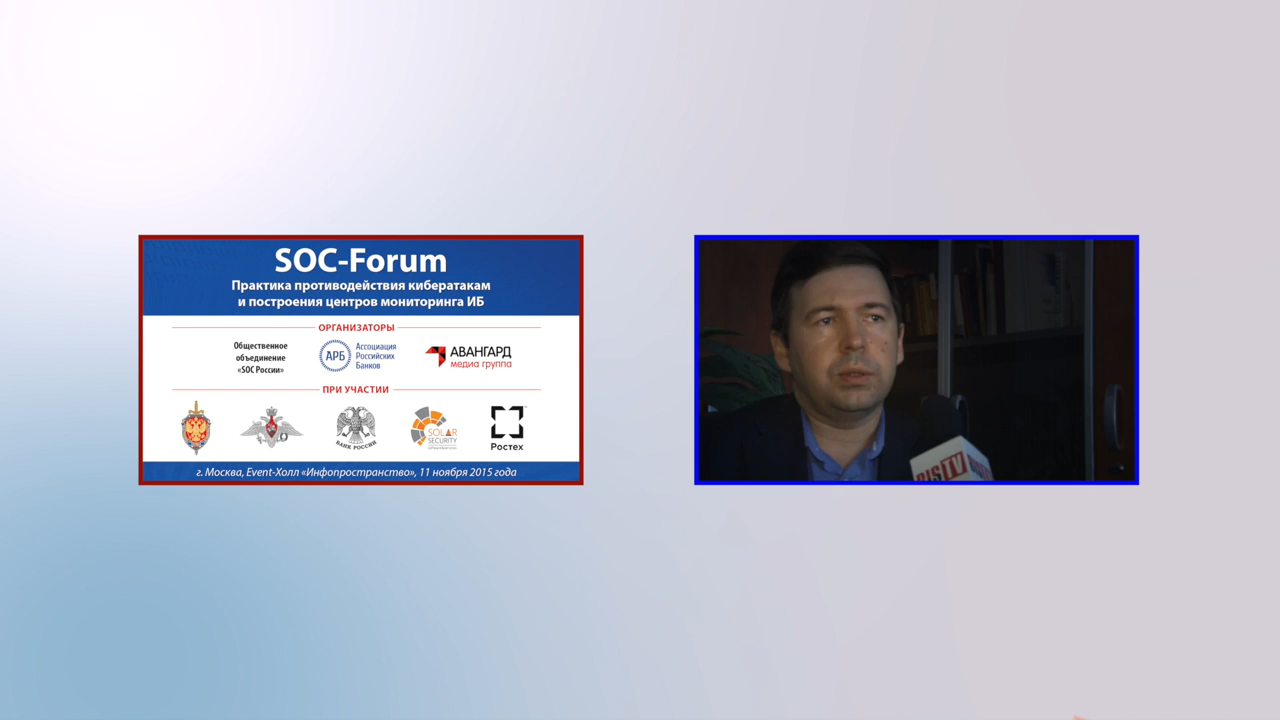 SOC-Forum
Практика противодействия кибератакам
и построения центров мониторинга ИБ
ОРГАНИЗАТОРЫ
Общественное
объединение
«SOC России»
АРБ
Ассоциация
Российских
Банков
АВАНГАРД
медиа группа
ПРИ УЧАСТИИ
БАНК РОССИИ
SOLAR
SECURITY
Ростех
г. Москва, Event-Холл «Инфопространство», 11 ноября 2015 года
BISTV